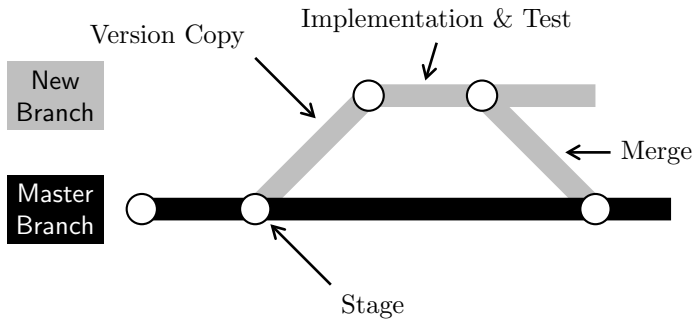 Implementation & Test
Version Copy
New
Branch
Merge
Master
Branch
Stage